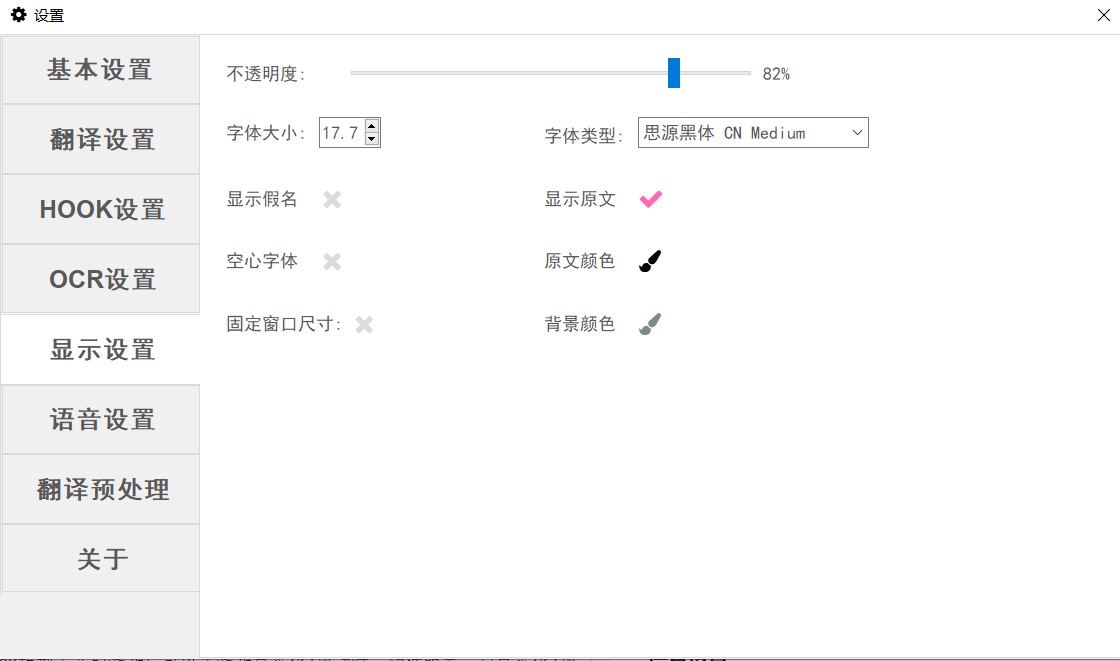 设置
基本设置
翻译设置
HOOK设置
OCR设置
显示设置
语音设置
翻译预处理
关于
不透明度: 82%
字体大小: 17.7 字体类型: 思源黑体 CN Medium
显示假名 显示原文
空心字体 原文颜色
固定窗口尺寸: 背景颜色